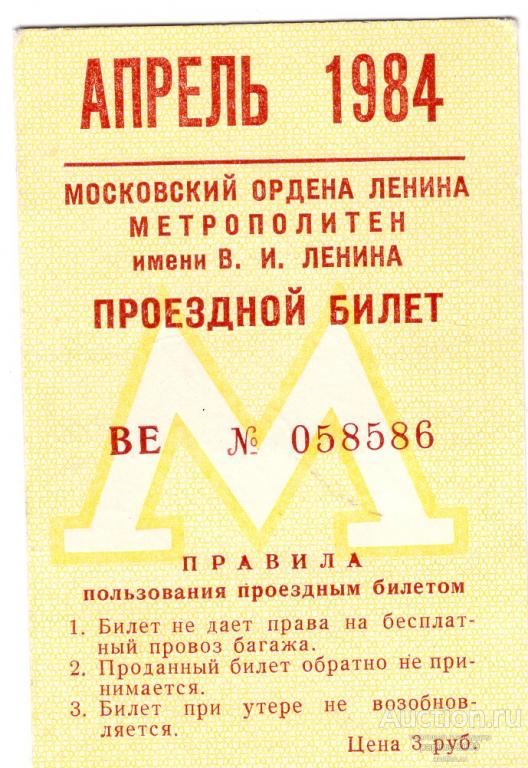 АПРЕЛЬ 1984
МОСКОВСКИЙ ОРДЕНА ЛЕНИНА
МЕТРОПОЛИТЕН
имени В. И. ЛЕНИНА
ПРОЕЗДНОЙ БИЛЕТ
М
ВЕ № 058586
ПРАВИЛА
пользования проездным билетом
1. Билет не дает права на бесплат-
ный провоз багажа.
2. Проданный билет обратно не при-
нимается.
3. Билет при утере не возобнов-
ляется.
Цена 3 руб.
Auction.ru